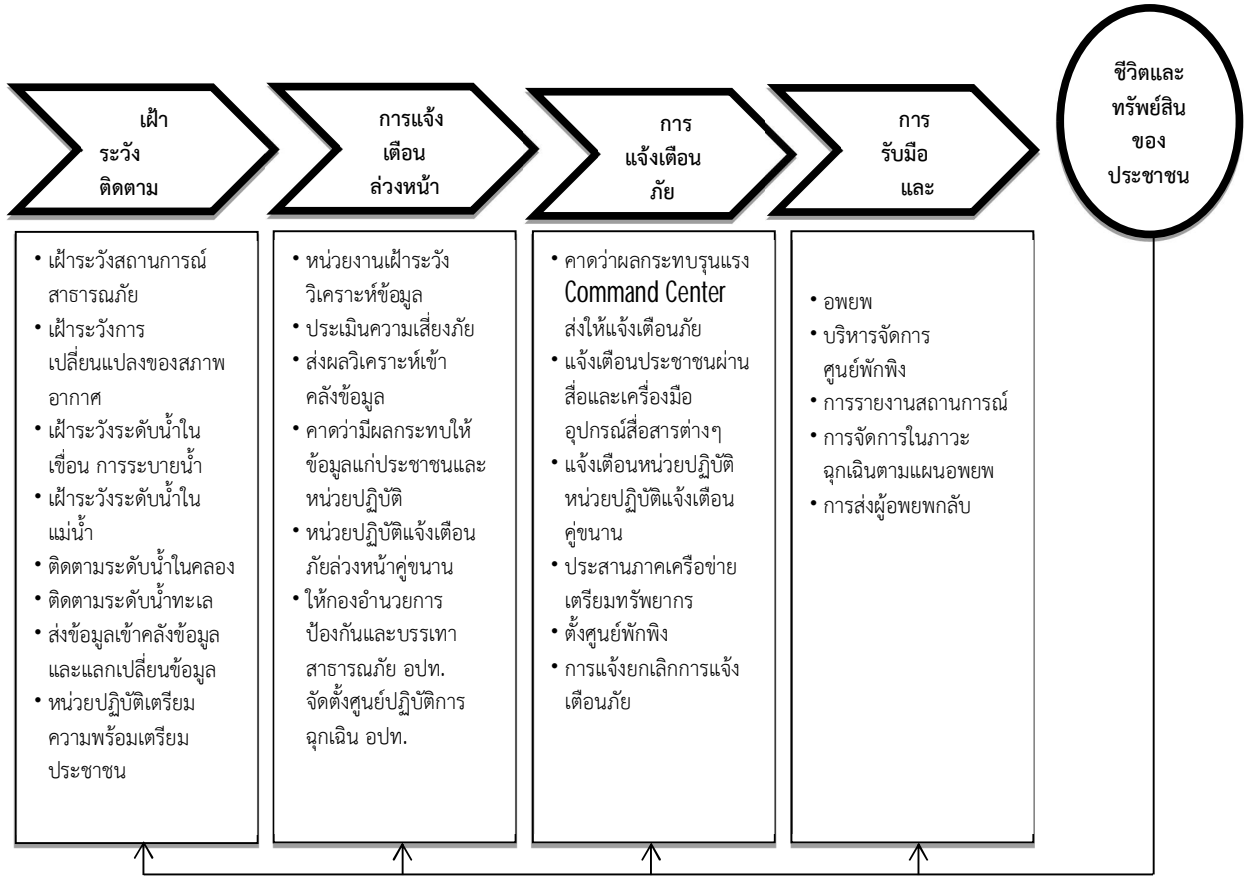 เฝ้า
ระวัง
ติดตาม
การแจ้ง
เตือน
ล่วงหน้า
การ
แจ้งเตือน
ภัย
การ
รับมือ
และ
ชีวิตและ
ทรัพย์สิน
ของ
ประชาชน
• เฝ้าระวังสถานการณ์
สาธารณภัย
• เฝ้าระวังการ
เปลี่ยนแปลงของสภาพ
อากาศ
• เฝ้าระวังระดับน้ำใน
เขื่อน การระบายน้ำ
• เฝ้าระวังระดับน้ำใน
แม่น้ำ
• ติดตามระดับน้ำในคลอง
• ติดตามระดับน้ำทะเล
• ส่งข้อมูลเข้าคลังข้อมูล
และแลกเปลี่ยนข้อมูล
• หน่วยปฏิบัติเตรียม
ความพร้อมเตรียม
ประชาชน
• หน่วยงานเฝ้าระวัง
วิเคราะห์ข้อมูล
• ประเมินความเสี่ยงภัย
• ส่งผลวิเคราะห์เข้า
คลังข้อมูล
• คาดว่ามีผลกระทบให้
ข้อมูลแก่ประชาชนและ
หน่วยปฏิบัติ
• หน่วยปฏิบัติแจ้งเตือน
ภัยล่วงหน้าคู่ขนาน
• ให้กองอำนวยการ
ป้องกันและบรรเทา
สาธารณภัย อปท.
จัดตั้งศูนย์ปฏิบัติการ
ฉุกเฉิน อปท.
• คาดว่าผลกระทบรุนแรง
Command Center
ส่งให้แจ้งเตือนภัย
• แจ้งเตือนประชาชนผ่าน
สื่อและเครื่องมือ
อุปกรณ์สื่อสารต่างๆ
• แจ้งเตือนหน่วยปฏิบัติ
หน่วยปฏิบัติแจ้งเตือน
คู่ขนาน
• ประสานภาคเครือข่าย
เตรียมทรัพยากร
• ตั้งศูนย์พักพิง
• การแจ้งยกเลิกการแจ้ง
เตือนภัย
• อพยพ
• บริหารจัดการ
ศูนย์พักพิง
• การรายงานสถานการณ์
• การจัดการในภาวะ
ฉุกเฉินตามแผนอพยพ
• การส่งผู้อพยพกลับ